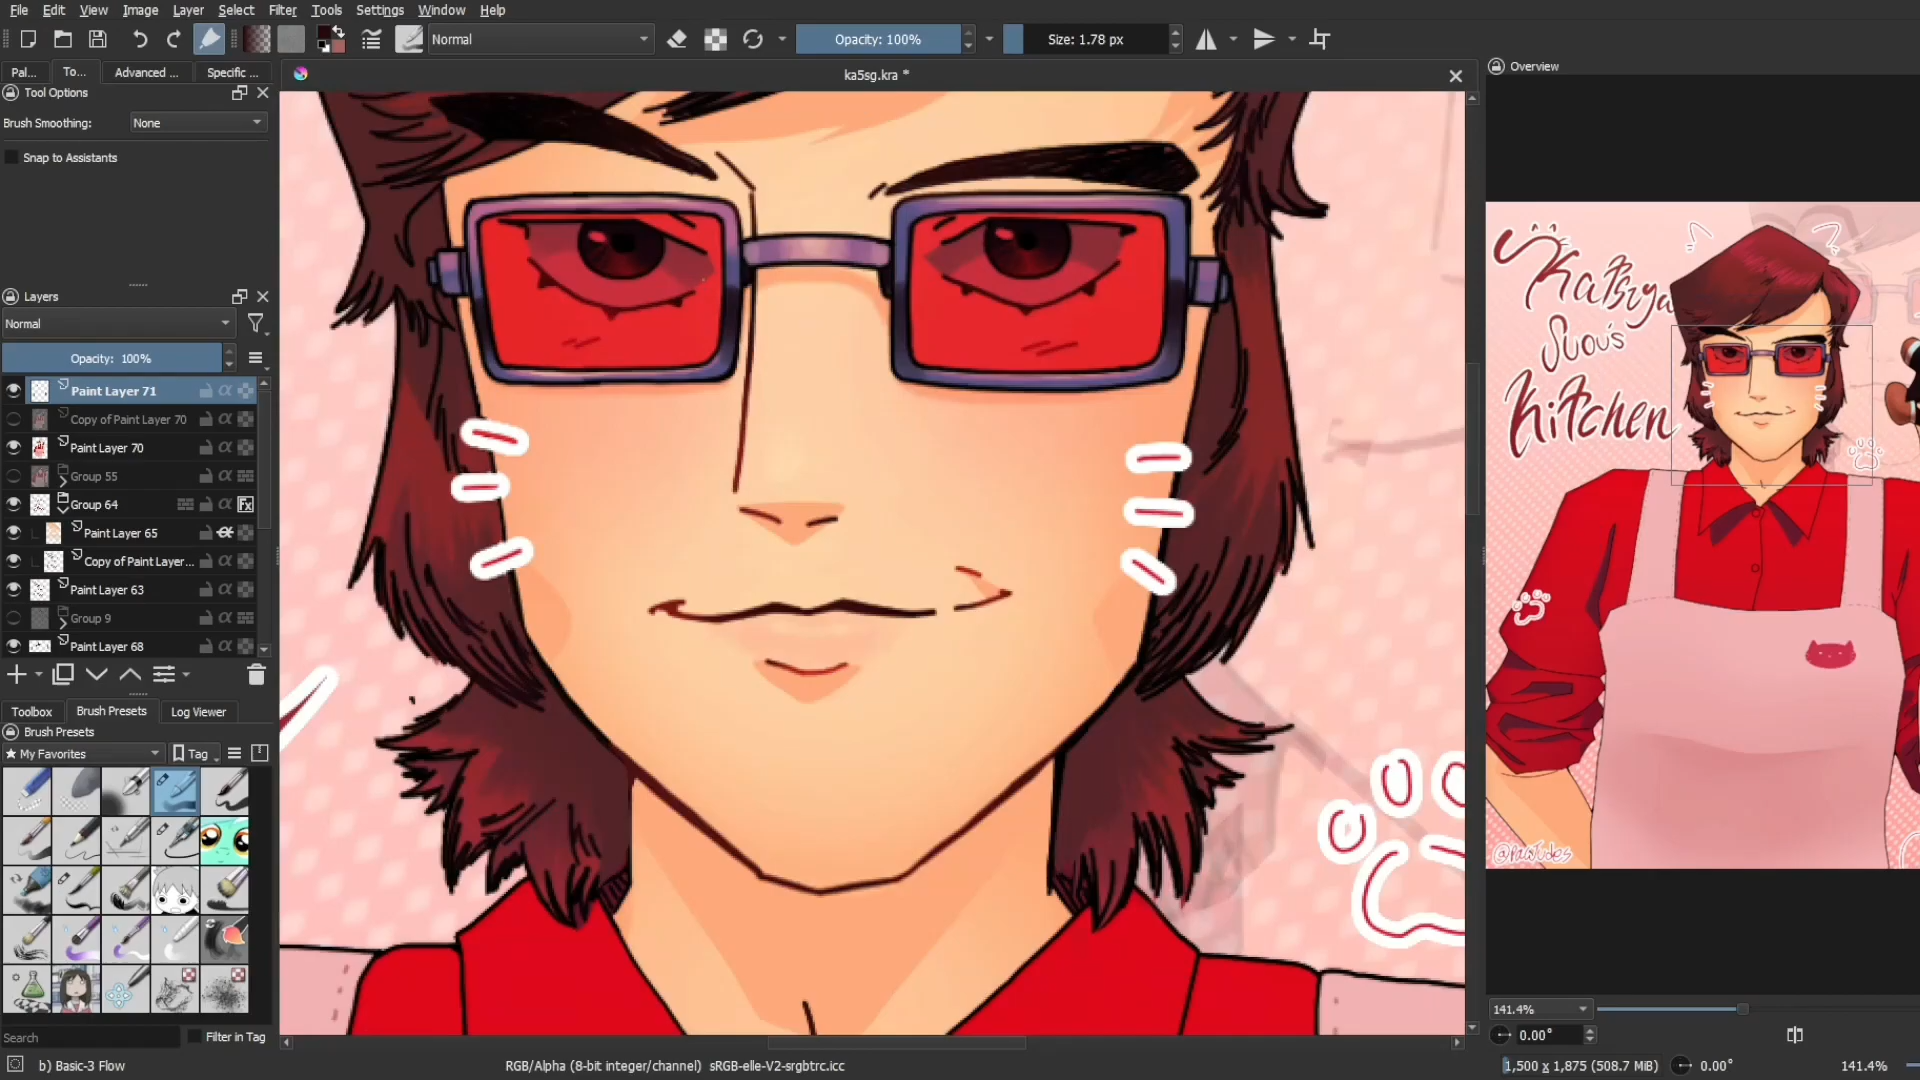 File Edit View Image Layer Select Filter Tools Settings Window Help
Normal
Opacity: 100%
Size: 1.78 px
Pal... To... Advanced ... Specific ...
ka5sg.kra *
Overview
Tool Options
Brush Smoothing: None
Snap to Assistants
Layers
Normal
Opacity: 100%
Paint Layer 71
Copy of Paint Layer 70
Paint Layer 70
Group 55
Group 64
Fx
Paint Layer 65
Copy of Paint Layer...
Paint Layer 63
Group 9
Paint Layer 68
Toolbox Brush Presets Log Viewer
Brush Presets
★ My Favorites Tag
Search Filter in Tag
b) Basic-3 Flow
RGB/Alpha (8-bit integer/channel) sRGB-elle-V2-srgbtrc.icc
Katsuya
Suou's
Kitchen
141.4%
0.00°
1,500 x 1,875 (508.7 MiB) 0.00° 141.4%